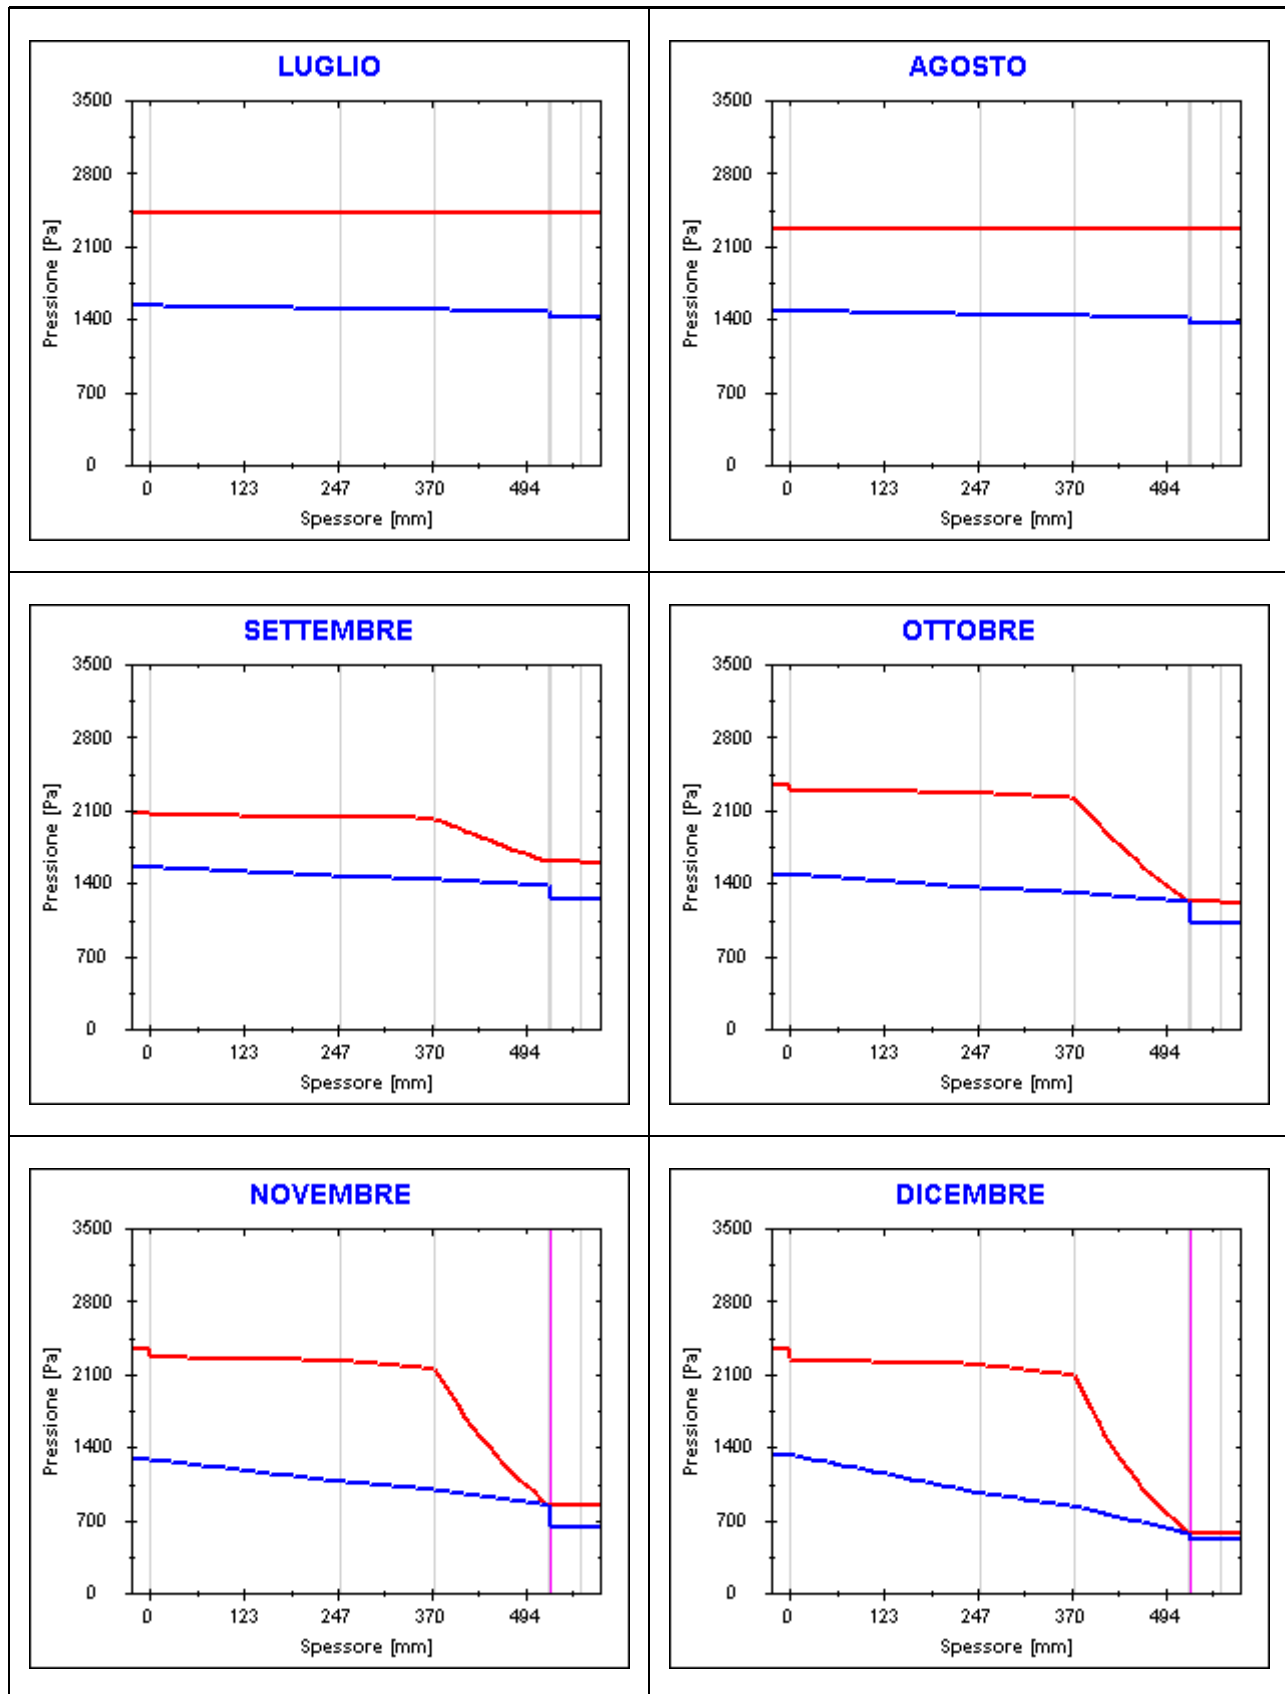 LUGLIO
3500
2800
2100
1400
700
0
Pressione [Pa]
0 123 247 370 494
Spessore [mm]
AGOSTO
3500
2800
2100
1400
700
0
Pressione [Pa]
0 123 247 370 494
Spessore [mm]
SETTEMBRE
3500
2800
2100
1400
700
0
Pressione [Pa]
0 123 247 370 494
Spessore [mm]
OTTOBRE
3500
2800
2100
1400
700
0
Pressione [Pa]
0 123 247 370 494
Spessore [mm]
NOVEMBRE
3500
2800
2100
1400
700
0
Pressione [Pa]
0 123 247 370 494
Spessore [mm]
DICEMBRE
3500
2800
2100
1400
700
0
Pressione [Pa]
0 123 247 370 494
Spessore [mm]